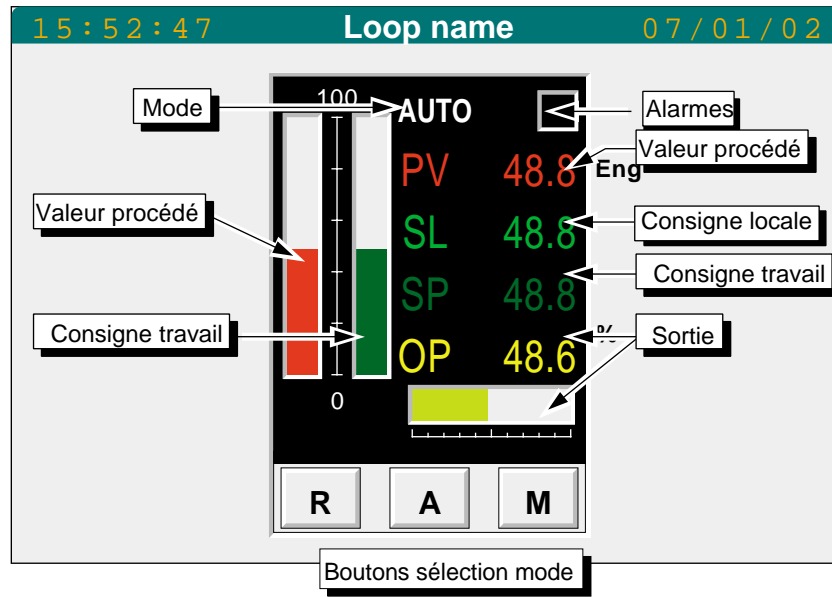 15:52:47 Loop name 07/01/02
Mode 100 AUTO Alarmes
PV 48.8 Eng Valeur procédé
Valeur procédé SL 48.8 Consigne locale
SP 48.8 Consigne travail
Consigne travail OP 48.6 % Sortie
0
R A M
Boutons sélection mode